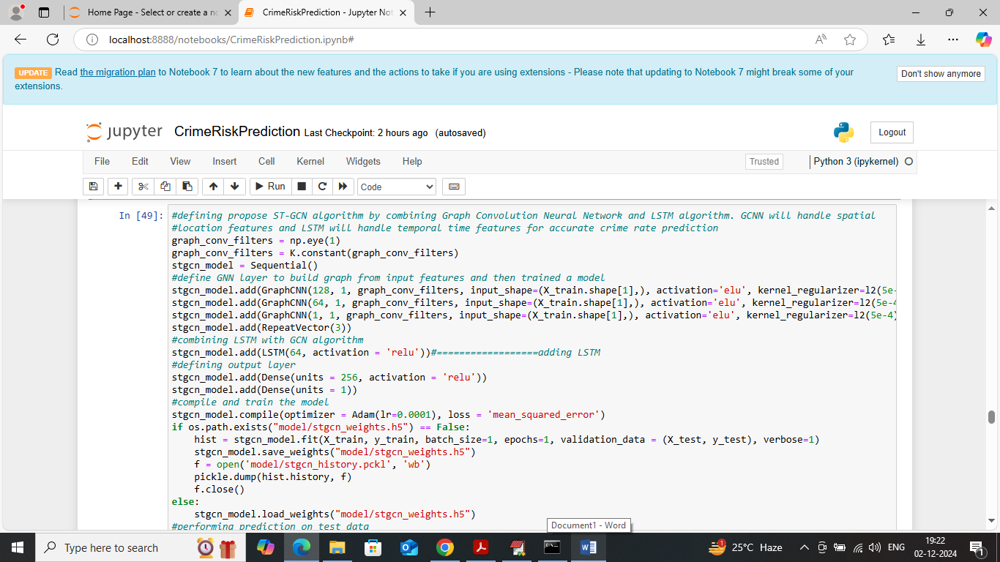 Home Page - Select or create a no
CrimeRiskPrediction - Jupyter Not
localhost:8888/notebooks/CrimeRiskPrediction.ipynb#
UPDATE Read the migration plan to Notebook 7 to learn about the new features and the actions to take if you are using extensions - Please note that updating to Notebook 7 might break some of your
extensions.
Don't show anymore
jupyter CrimeRiskPrediction Last Checkpoint: 2 hours ago (autosaved)
Logout
File Edit View Insert Cell Kernel Widgets Help
Trusted
Python 3 (ipykernel)
Run
Code
In [49]:
#defining propose ST-GCN algorithm by combining Graph Convolution Neural Network and LSTM algorithm. GCNN will handle spatial
#location features and LSTM will handle temporal time features for accurate crime rate prediction
graph_conv_filters = np.eye(1)
graph_conv_filters = K.constant(graph_conv_filters)
stgcn_model = Sequential()
#define GNN layer to build graph from input features and then trained a model
stgcn_model.add(GraphCNN(128, 1, graph_conv_filters, input_shape=(X_train.shape[1],), activation='elu', kernel_regularizer=l2(5e-
stgcn_model.add(GraphCNN(64, 1, graph_conv_filters, input_shape=(X_train.shape[1],), activation='elu', kernel_regularizer=l2(5e-4
stgcn_model.add(GraphCNN(1, 1, graph_conv_filters, input_shape=(X_train.shape[1],), activation='elu', kernel_regularizer=l2(5e-4)
stgcn_model.add(RepeatVector(3))
#combining LSTM with GCN algorithm
stgcn_model.add(LSTM(64, activation = 'relu'))#==================adding LSTM
#defining output layer
stgcn_model.add(Dense(units = 256, activation = 'relu'))
stgcn_model.add(Dense(units = 1))
#compile and train the model
stgcn_model.compile(optimizer = Adam(lr=0.0001), loss = 'mean_squared_error')
if os.path.exists("model/stgcn_weights.h5") == False:
    hist = stgcn_model.fit(X_train, y_train, batch_size=1, epochs=1, validation_data = (X_test, y_test), verbose=1)
    stgcn_model.save_weights("model/stgcn_weights.h5")
    f = open('model/stgcn_history.pckl', 'wb')
    pickle.dump(hist.history, f)
    f.close()
else:
    stgcn_model.load_weights("model/stgcn_weights.h5")
#performing prediction on test data
Document1 - Word
Type here to search
25°C Haze
ENG
19:22
02-12-2024